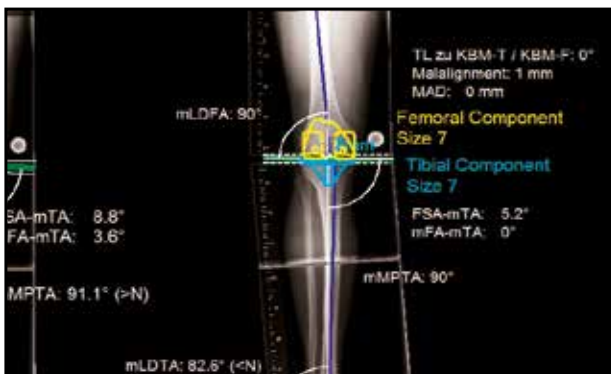 TL zu KBM-T / KBM-F: 0°
Malalignment: 1 mm
MAD: 0 mm
mLDFA: 90°
Femoral Component
Size 7
Tibial Component
Size 7
SA-mTA: 8.8°
FA-mTA: 3.6°
FSA-mTA: 5.2°
mFA-mTA: 0°
MPTA: 91.1° (>N)
mMPTA: 90°
mLDTA: 82.6° (<N)